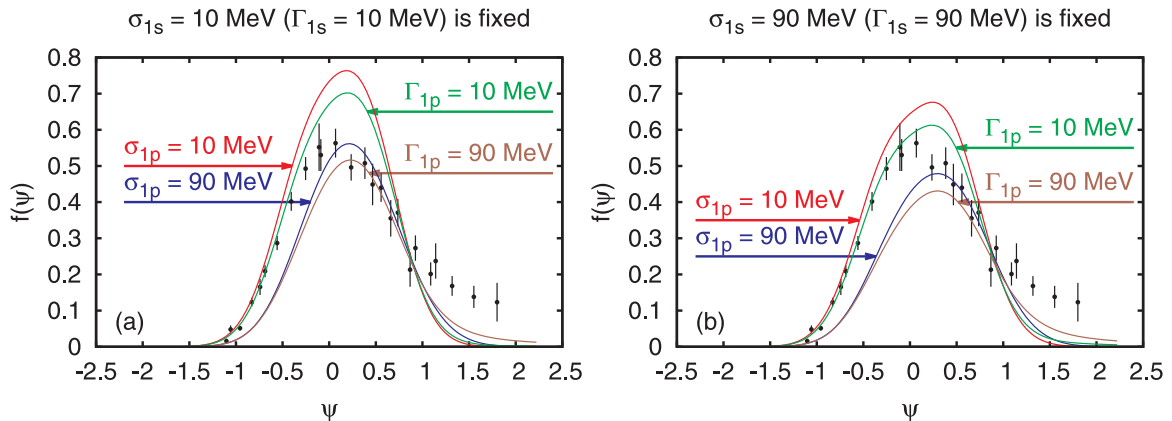 σ1s = 10 MeV (Γ1s = 10 MeV) is fixed
0.8
0.7
0.6
0.5
0.4
0.3
0.2
0.1
0
f(ψ)
Γ1p = 10 MeV
σ1p = 10 MeV
Γ1p = 90 MeV
σ1p = 90 MeV
(a)
-2.5 -2 -1.5 -1 -0.5 0 0.5 1 1.5 2 2.5
ψ
σ1s = 90 MeV (Γ1s = 90 MeV) is fixed
0.8
0.7
0.6
0.5
0.4
0.3
0.2
0.1
0
f(ψ)
Γ1p = 10 MeV
Γ1p = 90 MeV
σ1p = 10 MeV
σ1p = 90 MeV
(b)
-2.5 -2 -1.5 -1 -0.5 0 0.5 1 1.5 2 2.5
ψ